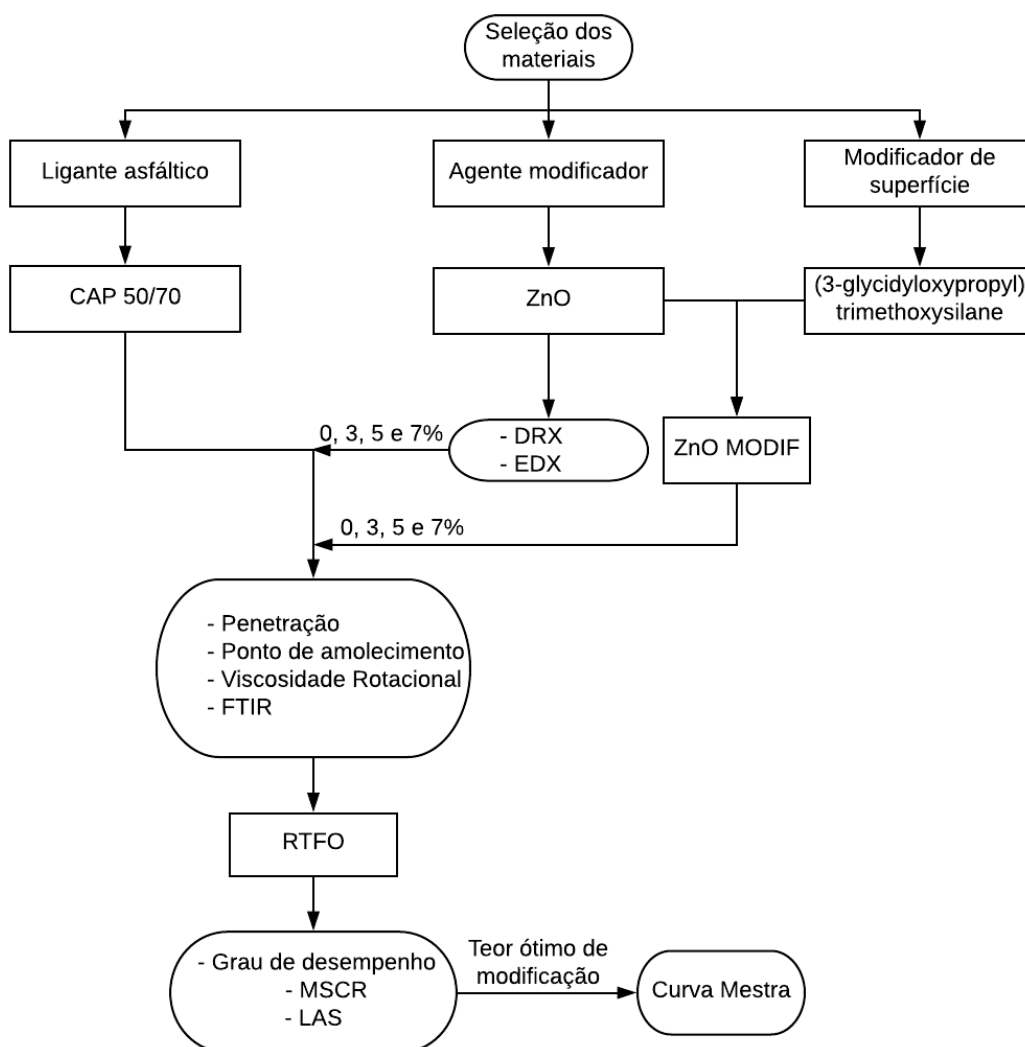 Seleção dos
materiais
Ligante asfáltico
Agente modificador
Modificador de
superfície
CAP 50/70
ZnO
(3-glycidyloxypropyl)
trimethoxysilane
0, 3, 5 e 7%
- DRX
- EDX
ZnO MODIF
0, 3, 5 e 7%
- Penetração
- Ponto de amolecimento
- Viscosidade Rotacional
- FTIR
RTFO
- Grau de desempenho
- MSCR
- LAS
Teor ótimo de
modificação
Curva Mestra